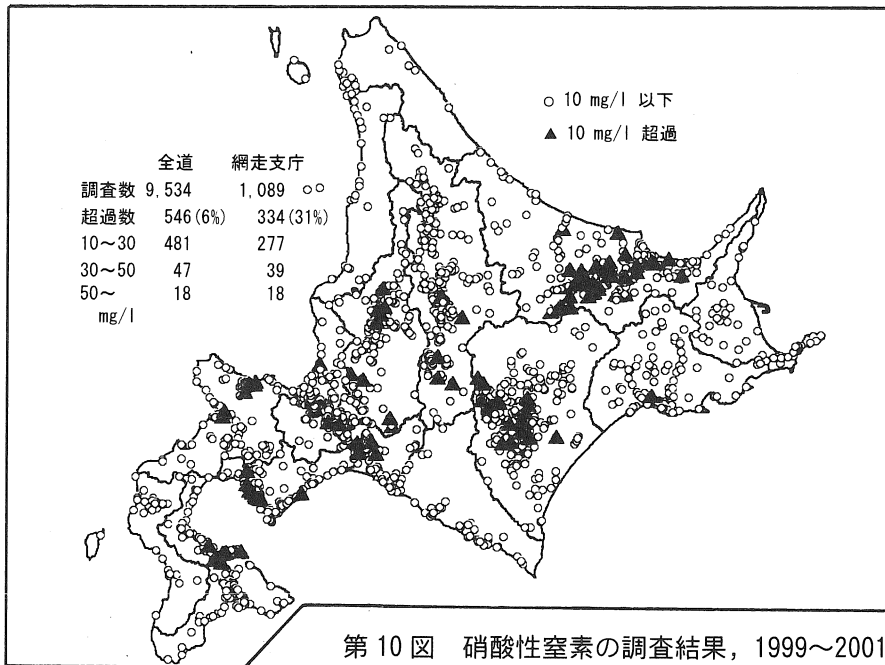 ○ 10 mg/l 以下
▲ 10 mg/l 超過
全道 網走支庁
調査数 9,534 1,089
超過数 546(6%) 334(31%)
10～30 481 277
30～50 47 39
50～ 18 18
mg/l
第10図 硝酸性窒素の調査結果, 1999～2001